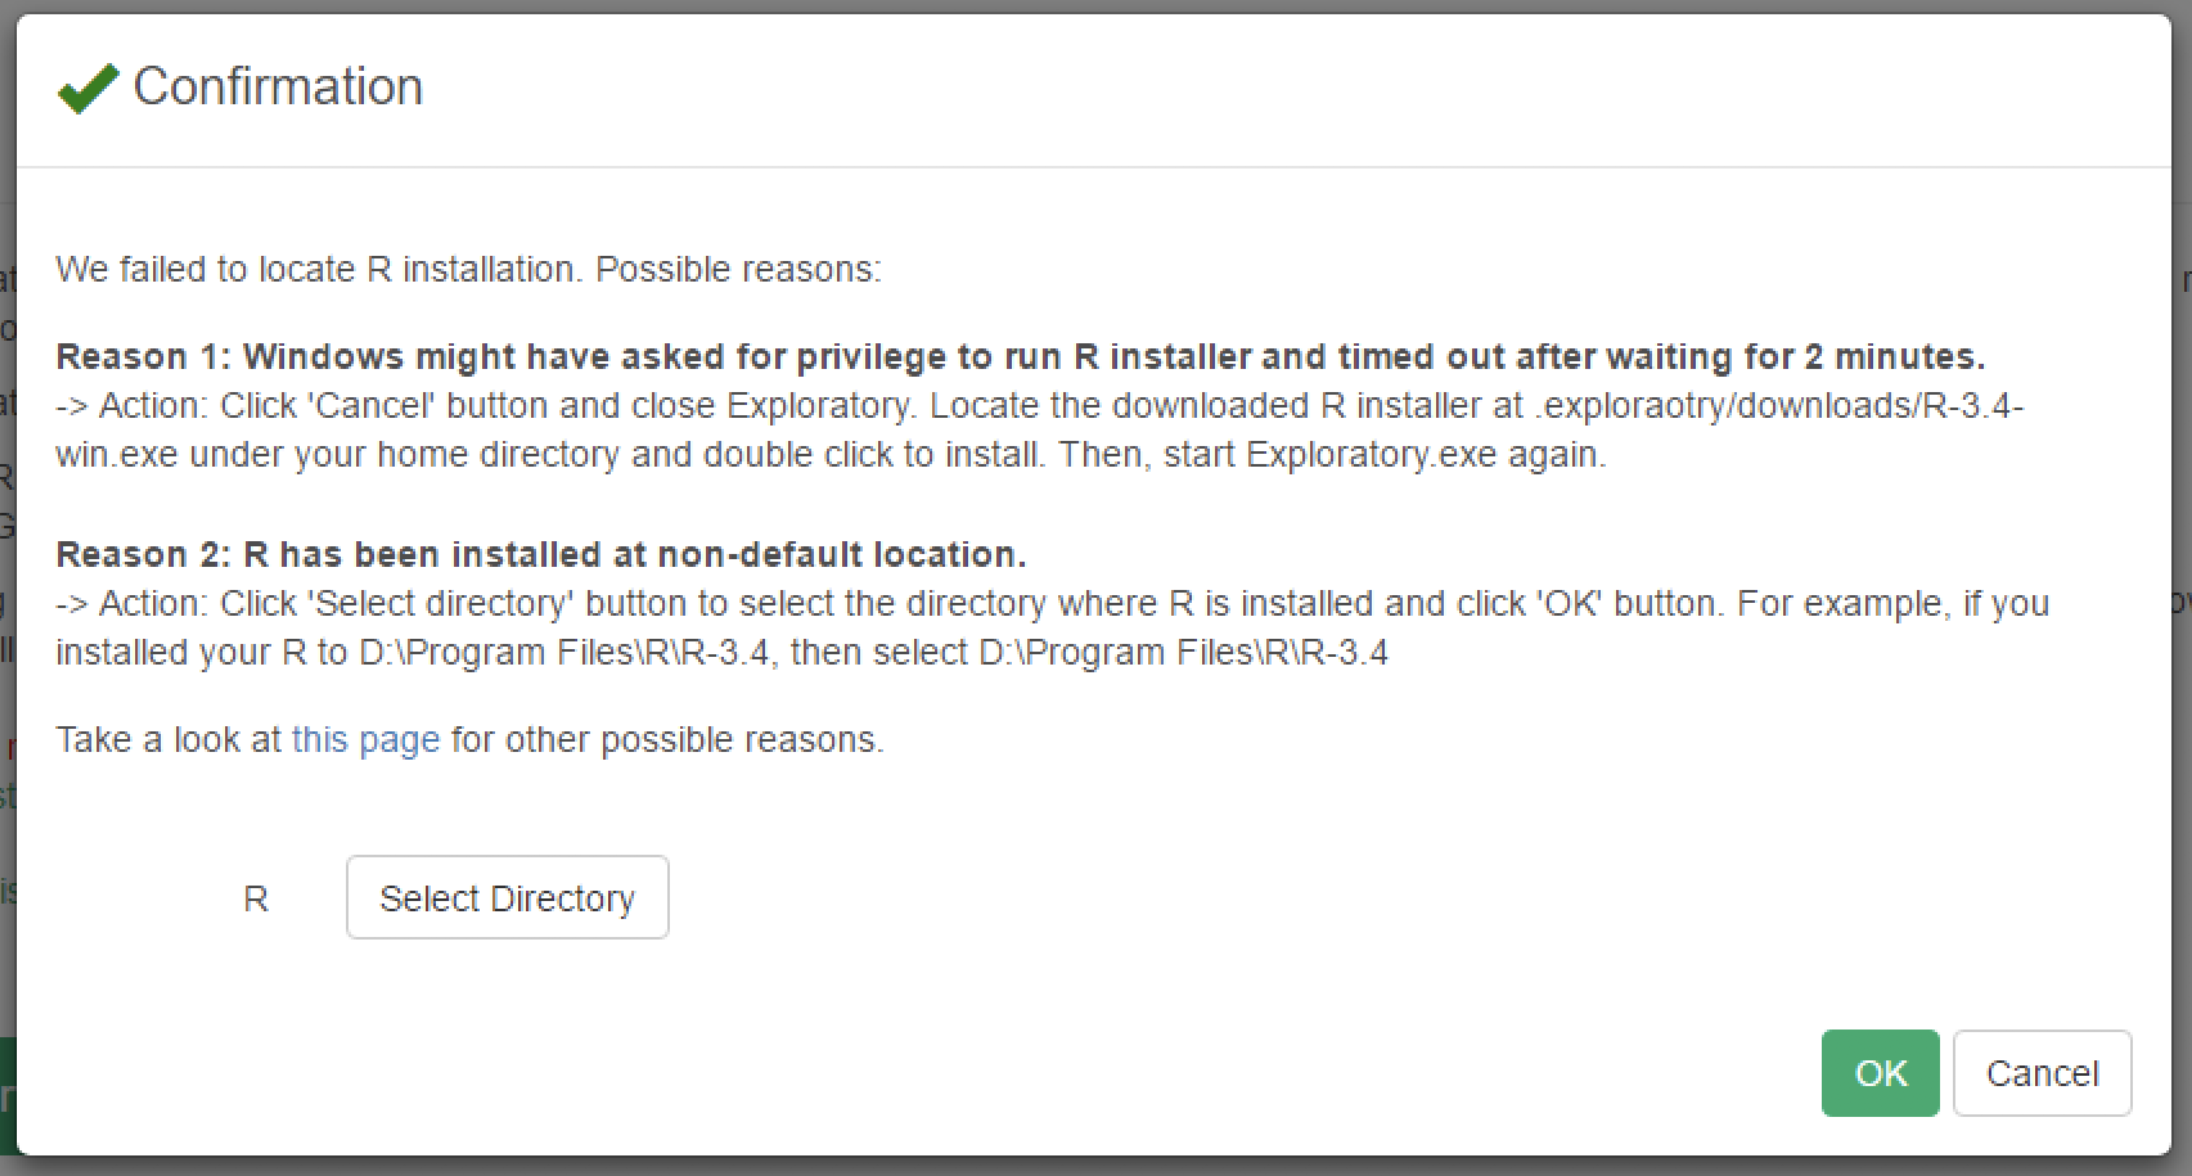 Confirmation
We failed to locate R installation. Possible reasons:
Reason 1: Windows might have asked for privilege to run R installer and timed out after waiting for 2 minutes.
-> Action: Click 'Cancel' button and close Exploratory. Locate the downloaded R installer at .exploraotry/downloads/R-3.4-
win.exe under your home directory and double click to install. Then, start Exploratory.exe again.
Reason 2: R has been installed at non-default location.
-> Action: Click 'Select directory' button to select the directory where R is installed and click 'OK' button. For example, if you
installed your R to D:\Program Files\R\R-3.4, then select D:\Program Files\R\R-3.4
Take a look at this page for other possible reasons.
R Select Directory
OK Cancel